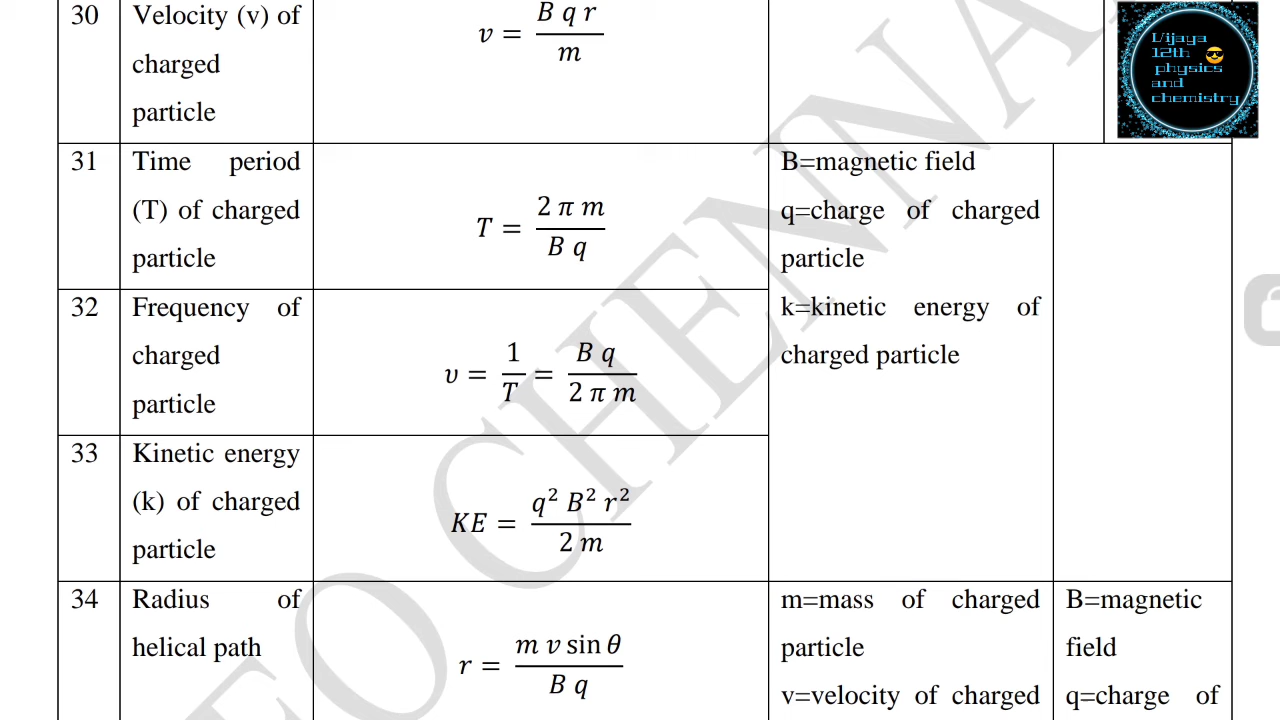 30
Velocity (v) of
charged
particle
v = B q r / m
31
Time period
(T) of charged
particle
T = 2 π m / B q
B=magnetic field
q=charge of charged
particle
k=kinetic energy of
charged particle
32
Frequency of
charged
particle
υ = 1 / T = B q / 2 π m
33
Kinetic energy
(k) of charged
particle
KE = q² B² r² / 2 m
34
Radius of
helical path
r = m v sin θ / B q
m=mass of charged
particle
v=velocity of charged
B=magnetic
field
q=charge of
Vijaya
12th 😎
physics
and
chemistry
EO CHENNA